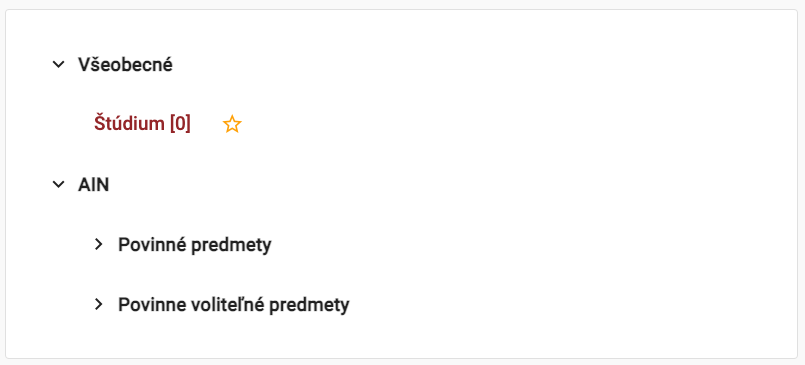 Všeobecné
Štúdium [0]
AIN
Povinné predmety
Povinne voliteľné predmety